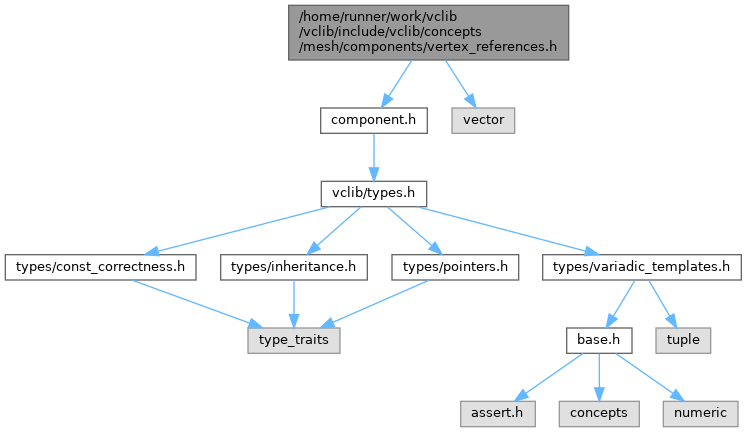 /home/runner/work/vclib
/vclib/include/vclib/concepts
/mesh/components/vertex_references.h
component.h
vector
vclib/types.h
types/const_correctness.h
types/inheritance.h
types/pointers.h
types/variadic_templates.h
type_traits
base.h
tuple
assert.h
concepts
numeric